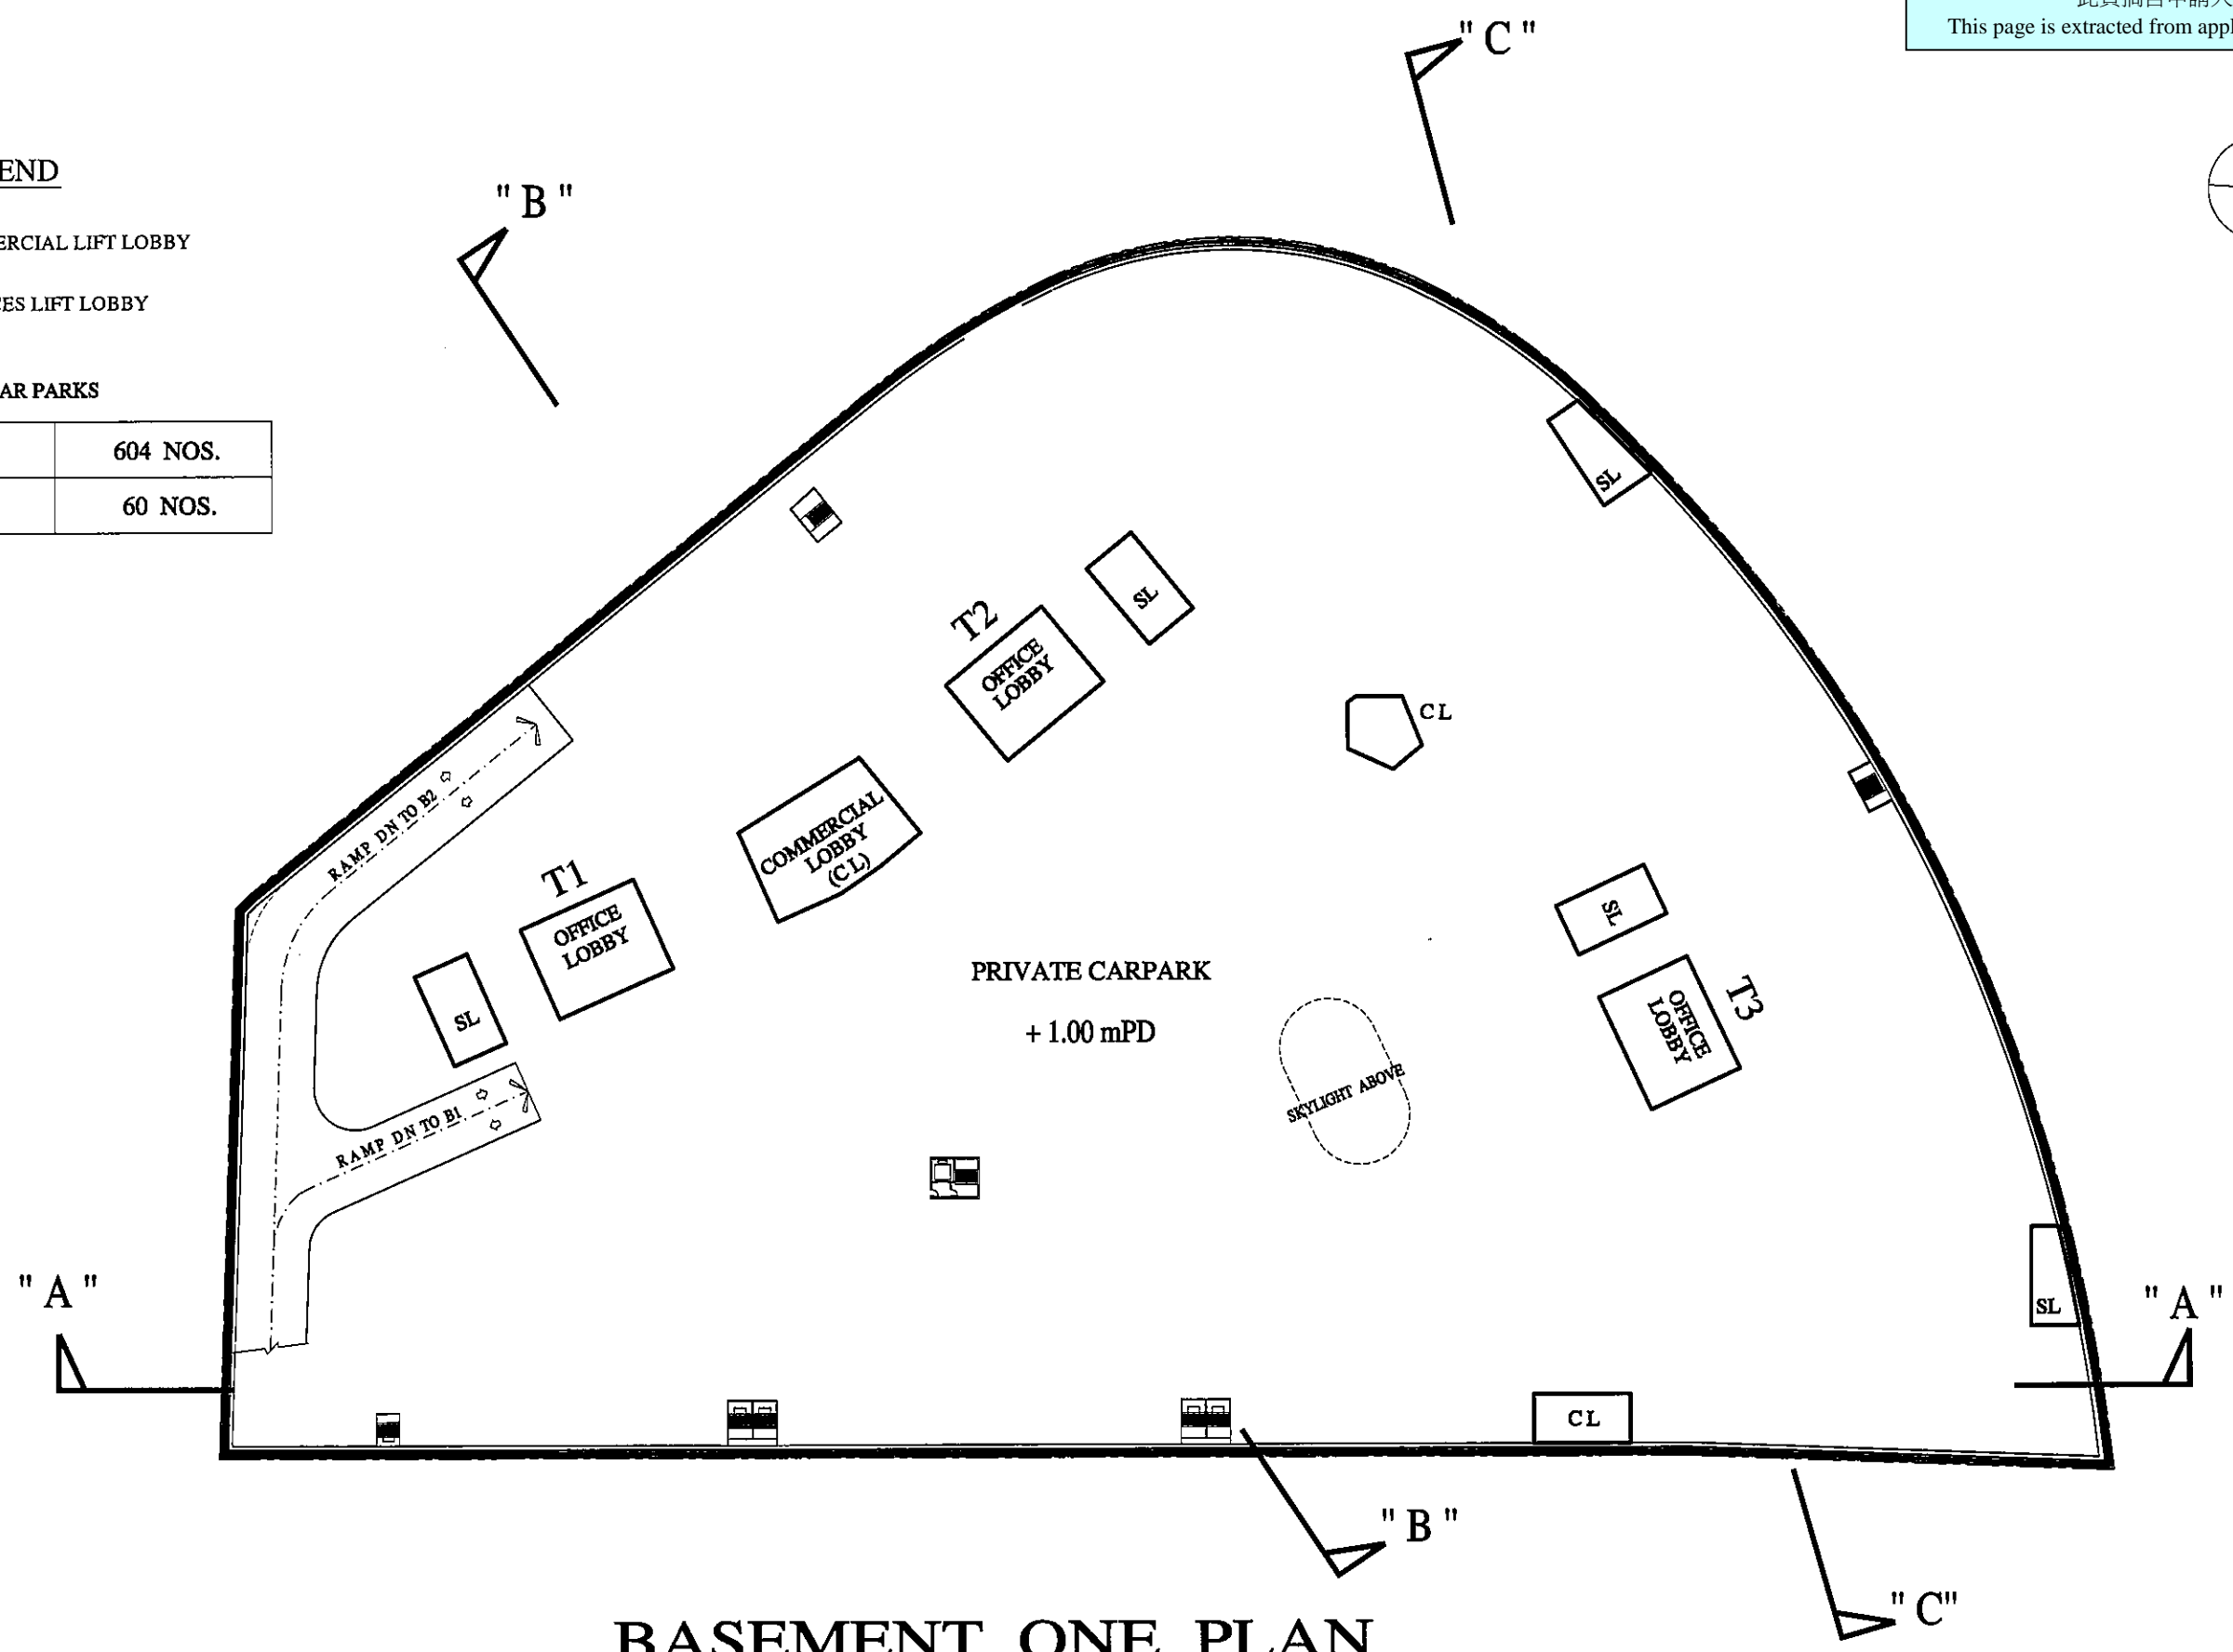 This page is extracted from appl
"C"
END
"B"
ERCIAL LIFT LOBBY
CES LIFT LOBBY
AR PARKS
604 NOS.
60 NOS.
SL
SL
T2
OFFICE
LOBBY
CL
RAMP DN TO B2
COMMERCIAL
LOBBY
(CL)
T1
OFFICE
LOBBY
SL
SL
PRIVATE CARPARK
+ 1.00 mPD
T3
OFFICE
LOBBY
SKYLIGHT ABOVE
RAMP DN TO B1
"A"
SL
"A"
CL
"B"
"C"
BASEMENT ONE PLAN